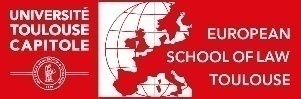 UNIVERSITÉ
TOULOUSE
CAPITOLE
EUROPEAN
SCHOOL OF LAW
TOULOUSE